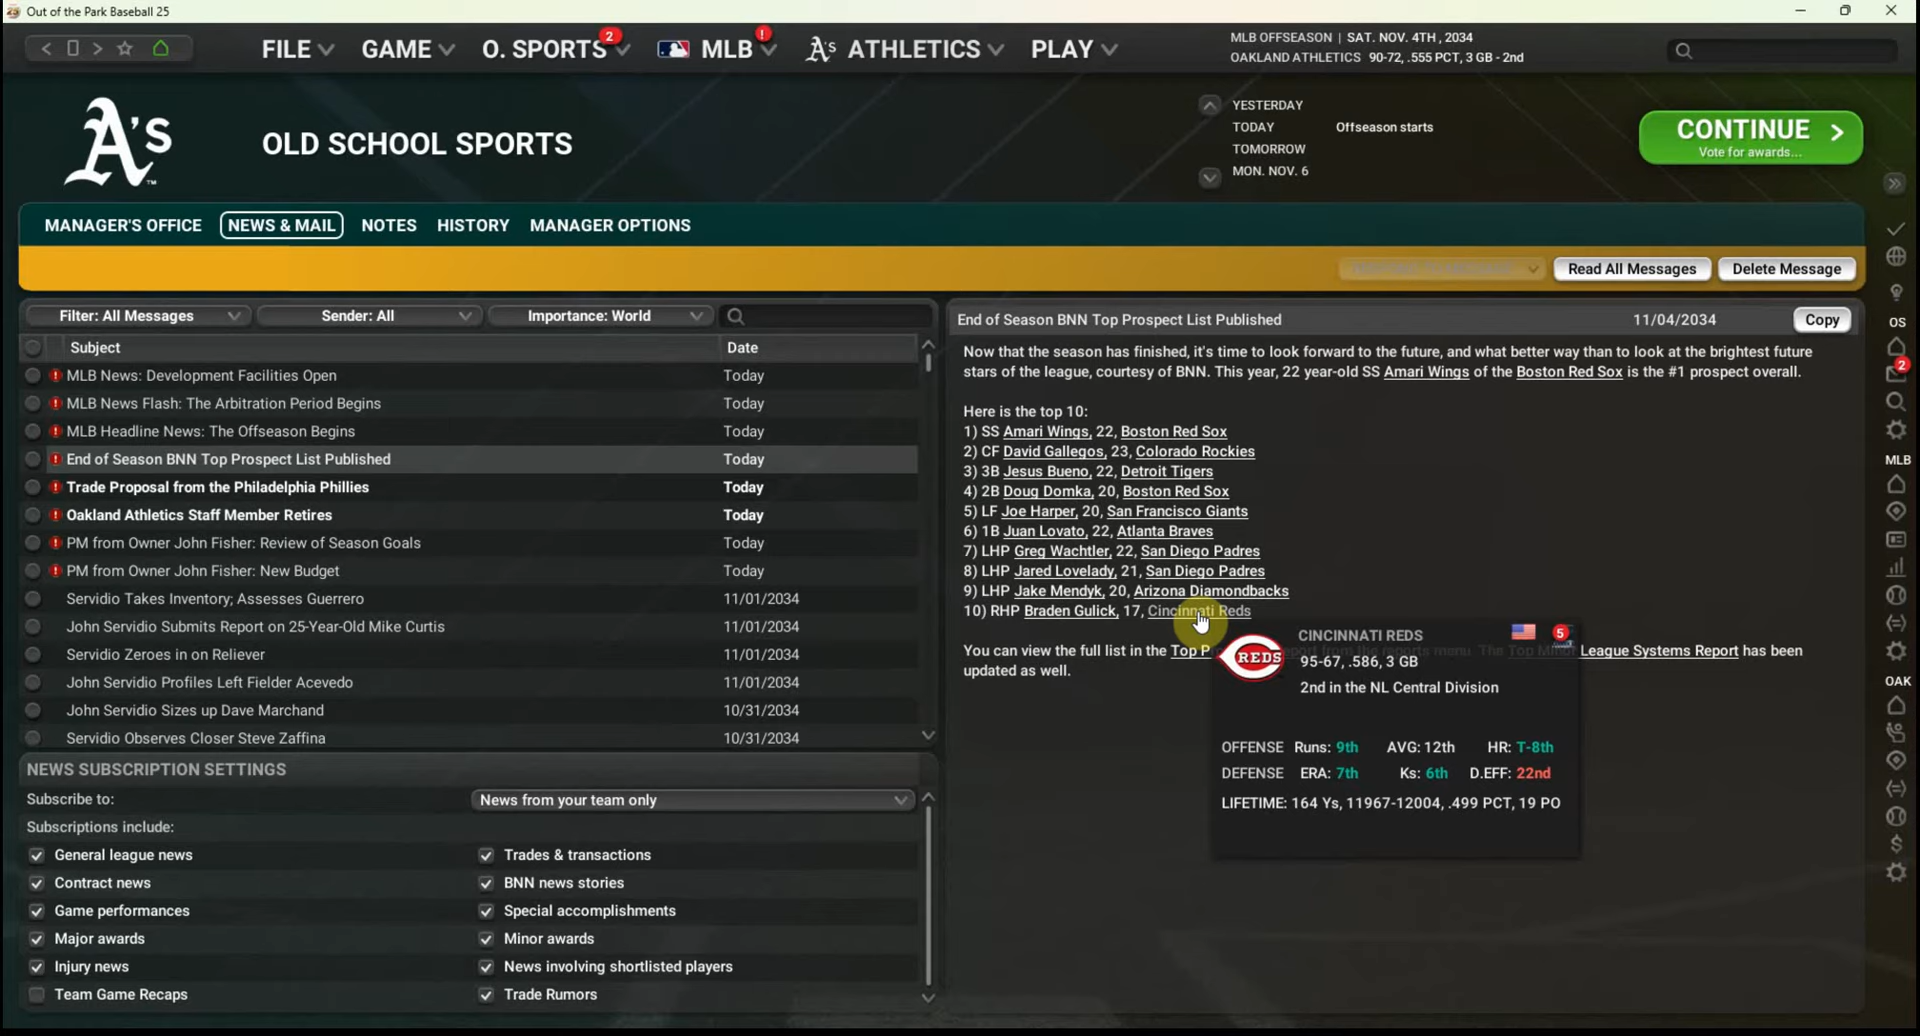 Out of the Park Baseball 25
FILE GAME O. SPORTS 2 MLB ! A's ATHLETICS PLAY
MLB OFFSEASON | SAT. NOV. 4TH , 2034
OAKLAND ATHLETICS 90-72, .555 PCT, 3 GB - 2nd
A's
OLD SCHOOL SPORTS
YESTERDAY
TODAY Offseason starts
TOMORROW
MON. NOV. 6
CONTINUE
Vote for awards...
MANAGER'S OFFICE NEWS & MAIL NOTES HISTORY MANAGER OPTIONS
Read All Messages Delete Message
Filter: All Messages Sender: All Importance: World
Subject Date
MLB News: Development Facilities Open Today
MLB News Flash: The Arbitration Period Begins Today
MLB Headline News: The Offseason Begins Today
End of Season BNN Top Prospect List Published Today
Trade Proposal from the Philadelphia Phillies Today
Oakland Athletics Staff Member Retires Today
PM from Owner John Fisher: Review of Season Goals Today
PM from Owner John Fisher: New Budget Today
Servidio Takes Inventory; Assesses Guerrero 11/01/2034
John Servidio Submits Report on 25-Year-Old Mike Curtis 11/01/2034
Servidio Zeroes in on Reliever 11/01/2034
John Servidio Profiles Left Fielder Acevedo 11/01/2034
John Servidio Sizes up Dave Marchand 10/31/2034
Servidio Observes Closer Steve Zaffina 10/31/2034
NEWS SUBSCRIPTION SETTINGS
Subscribe to: News from your team only
Subscriptions include:
General league news Trades & transactions
Contract news BNN news stories
Game performances Special accomplishments
Major awards Minor awards
Injury news News involving shortlisted players
Team Game Recaps Trade Rumors
End of Season BNN Top Prospect List Published 11/04/2034 Copy
Now that the season has finished, it's time to look forward to the future, and what better way than to look at the brightest future
stars of the league, courtesy of BNN. This year, 22 year-old SS Amari Wings of the Boston Red Sox is the #1 prospect overall.
Here is the top 10:
1) SS Amari Wings, 22, Boston Red Sox
2) CF David Gallegos, 23, Colorado Rockies
3) 3B Jesus Bueno, 22, Detroit Tigers
4) 2B Doug Domka, 20, Boston Red Sox
5) LF Joe Harper, 20, San Francisco Giants
6) 1B Juan Lovato, 22, Atlanta Braves
7) LHP Greg Wachtler, 22, San Diego Padres
8) LHP Jared Lovelady, 21, San Diego Padres
9) LHP Jake Mendyk, 20, Arizona Diamondbacks
10) RHP Braden Gulick, 17, Cincinnati Reds
You can view the full list in the Top P report from the reports menu. The Top Minor League Systems Report has been
updated as well.
REDS
CINCINNATI REDS 5
95-67, .586, 3 GB
2nd in the NL Central Division
OFFENSE Runs: 9th AVG: 12th HR: T-8th
DEFENSE ERA: 7th Ks: 6th D.EFF: 22nd
LIFETIME: 164 Ys, 11967-12004, .499 PCT, 19 PO
OS
2
MLB
OAK